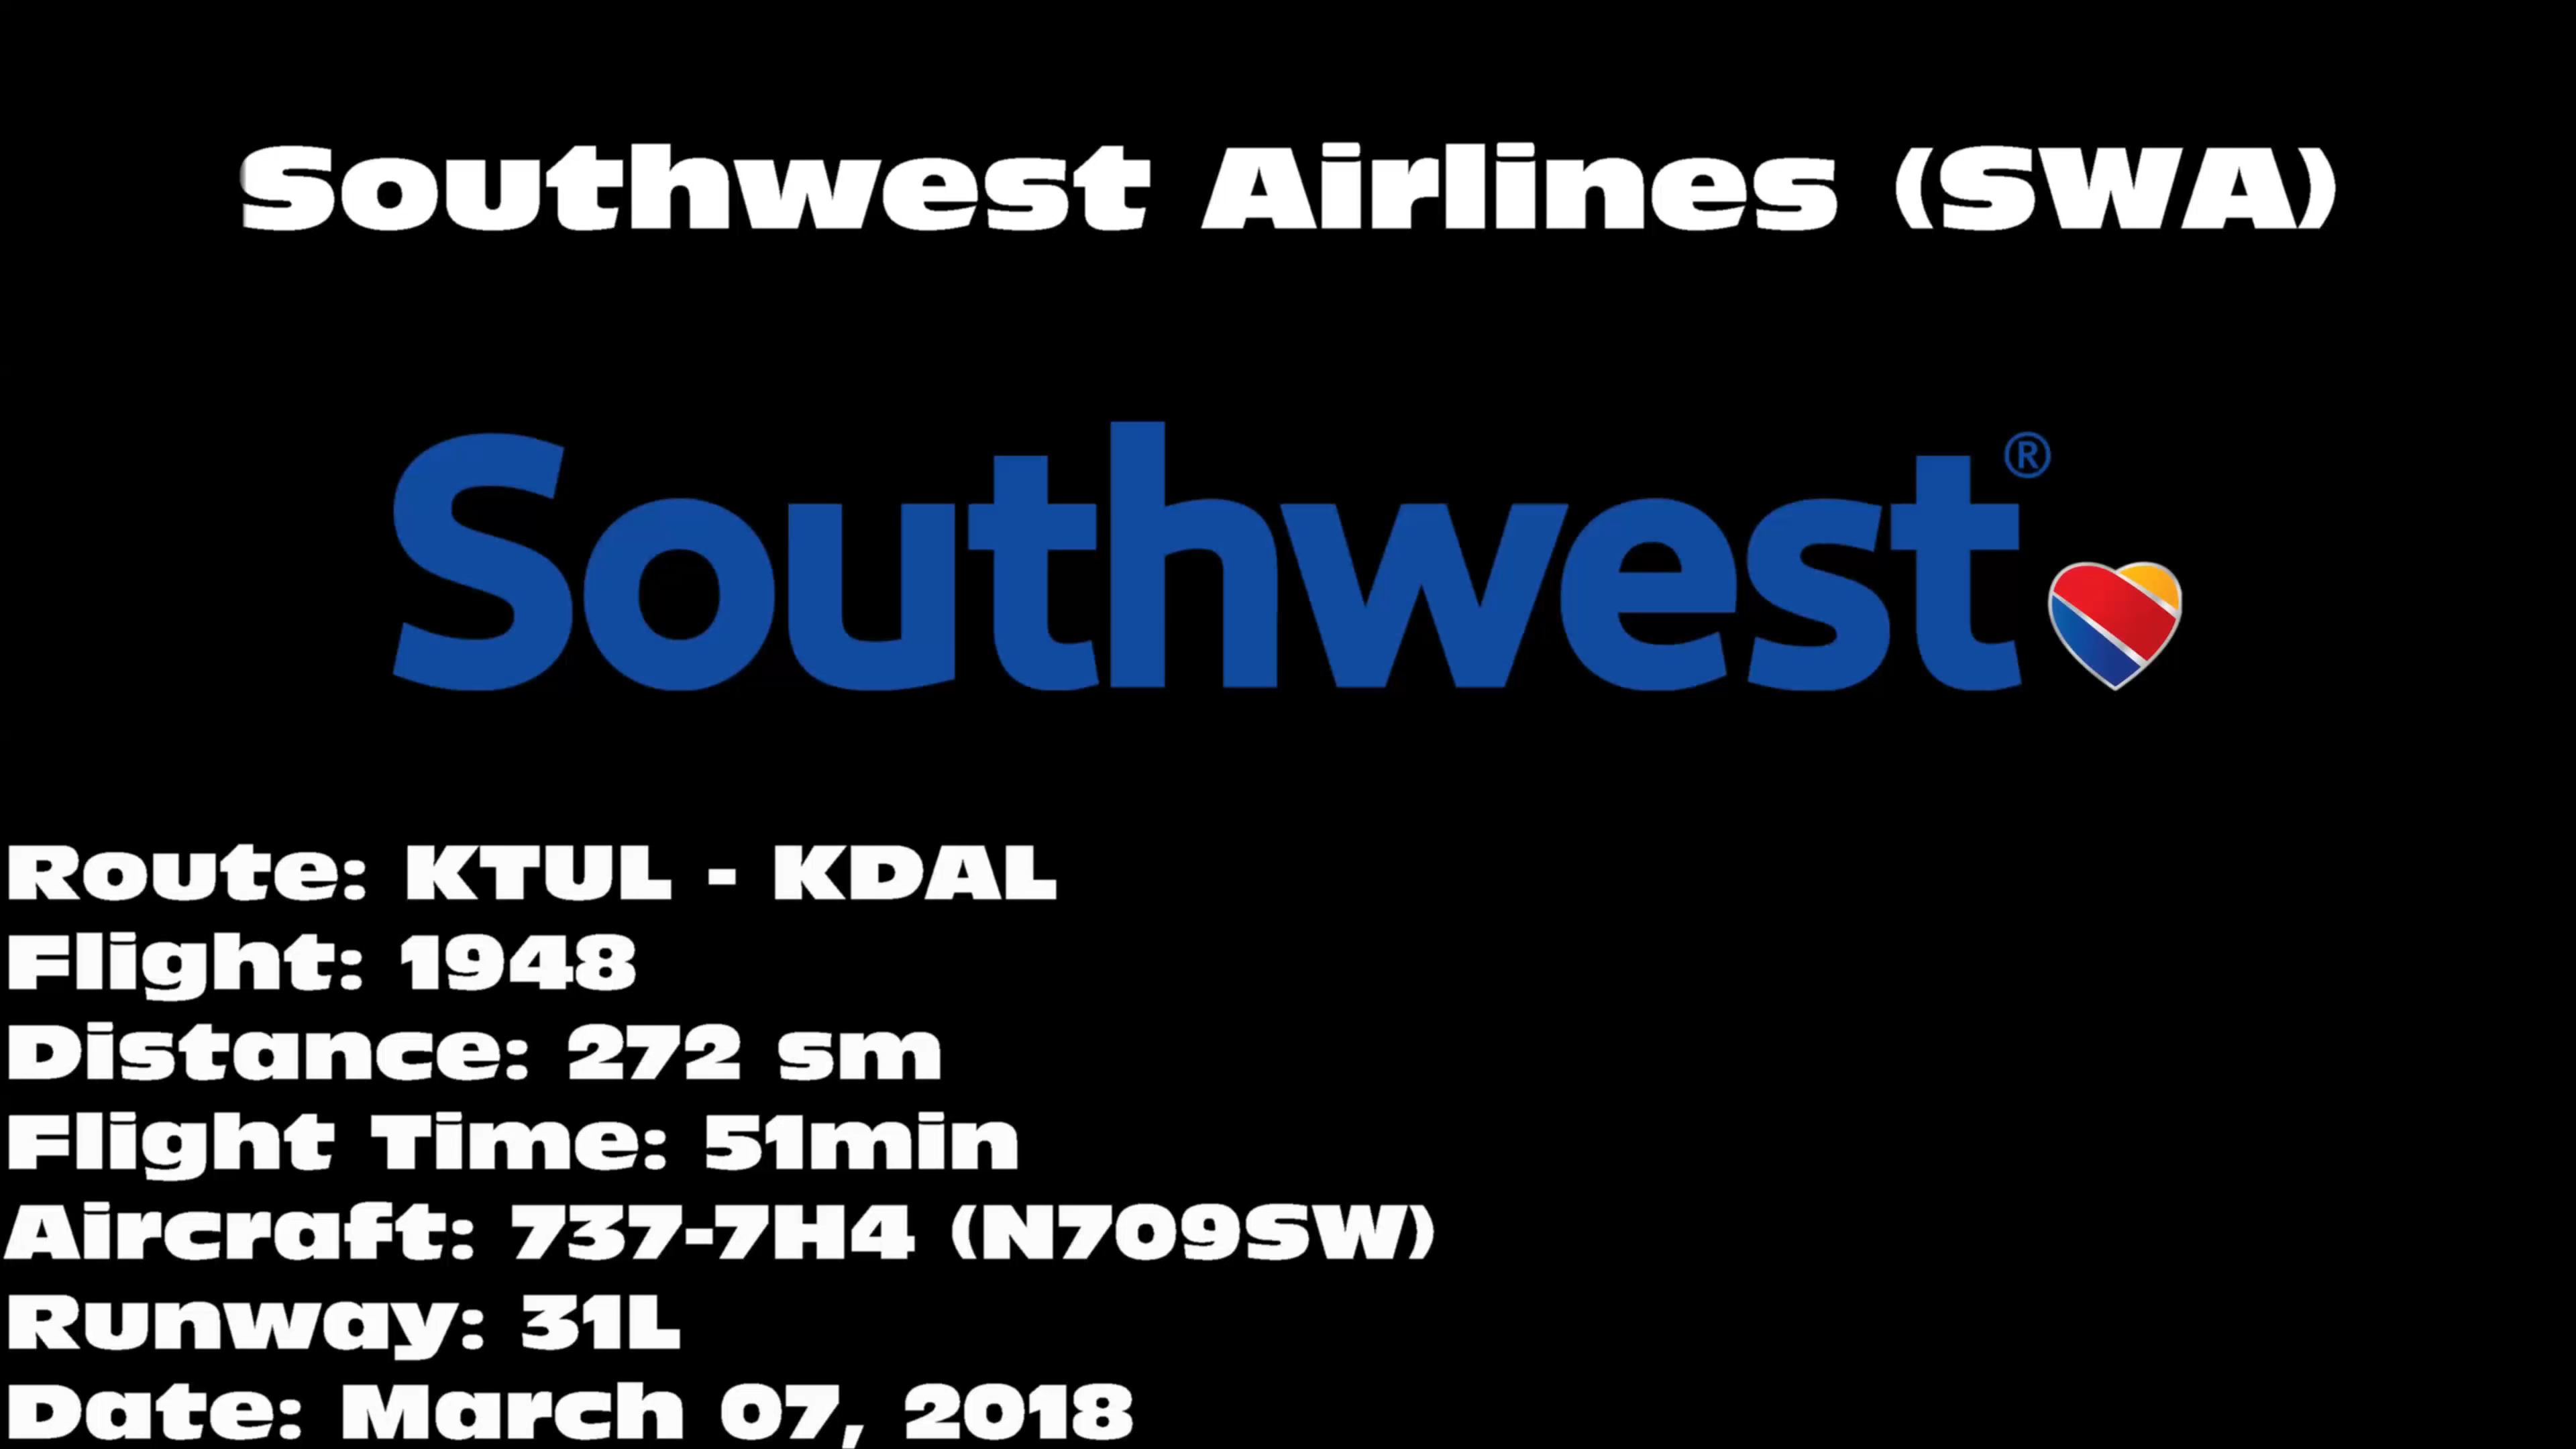 Southwest Airlines (SWA)
Southwest®
Route: KTUL - KDAL
Flight: 1948
Distance: 272 sm
Flight Time: 51min
Aircraft: 737-7H4 (N709SW)
Runway: 31L
Date: March 07, 2018